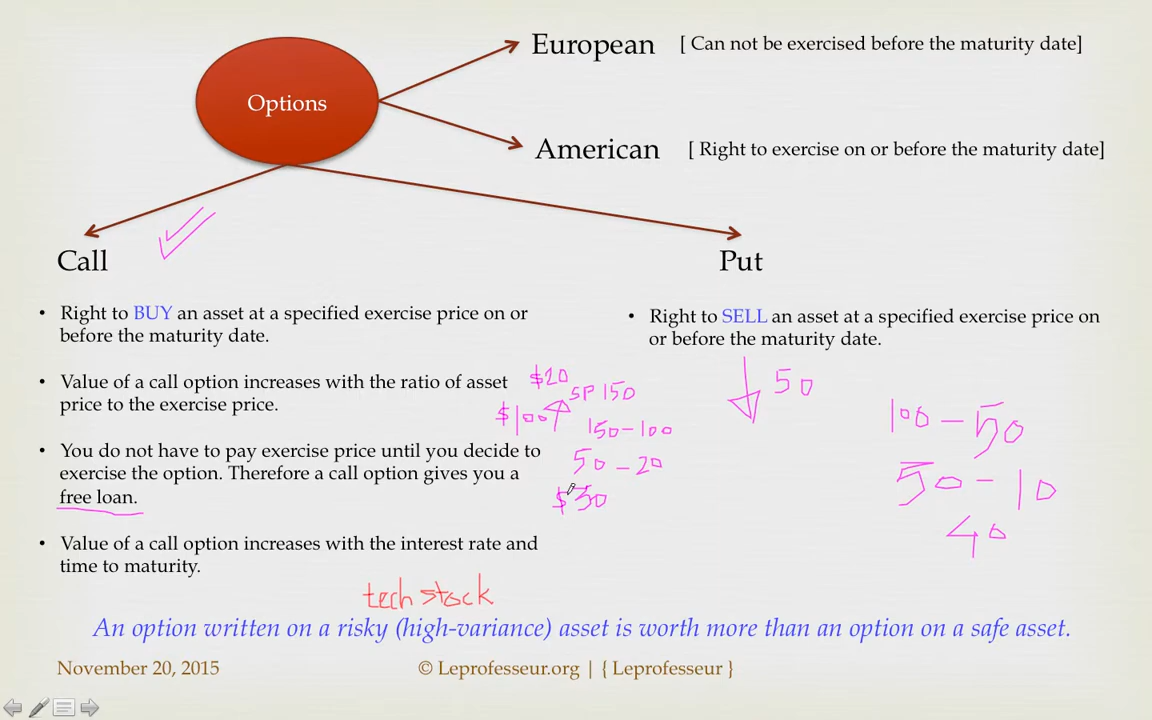 European [ Can not be exercised before the maturity date]
Options
American [ Right to exercise on or before the maturity date]
Call
Put
• Right to BUY an asset at a specified exercise price on or
before the maturity date.
• Value of a call option increases with the ratio of asset
price to the exercise price.
• You do not have to pay exercise price until you decide to
exercise the option. Therefore a call option gives you a
free loan.
• Value of a call option increases with the interest rate and
time to maturity.
$20
SP 150
$100
150-100
50-20
$30
• Right to SELL an asset at a specified exercise price on
or before the maturity date.
50
100-50
50-10
40
tech stock
An option written on a risky (high-variance) asset is worth more than an option on a safe asset.
November 20, 2015 © Leprofesseur.org | { Leprofesseur }